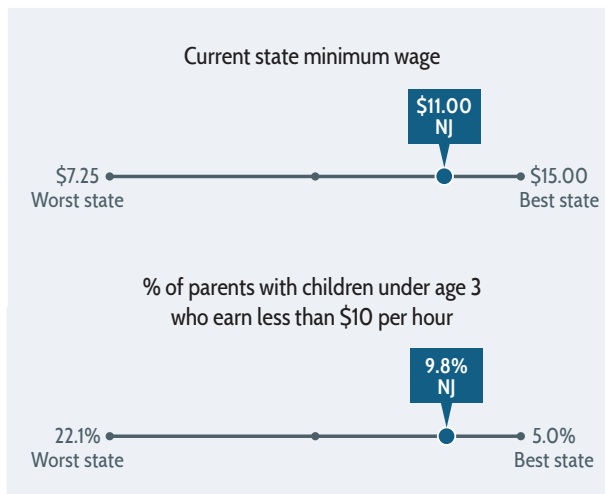 Current state minimum wage
$11.00
NJ
$7.25
Worst state
$15.00
Best state
% of parents with children under age 3
who earn less than $10 per hour
9.8%
NJ
22.1%
Worst state
5.0%
Best state